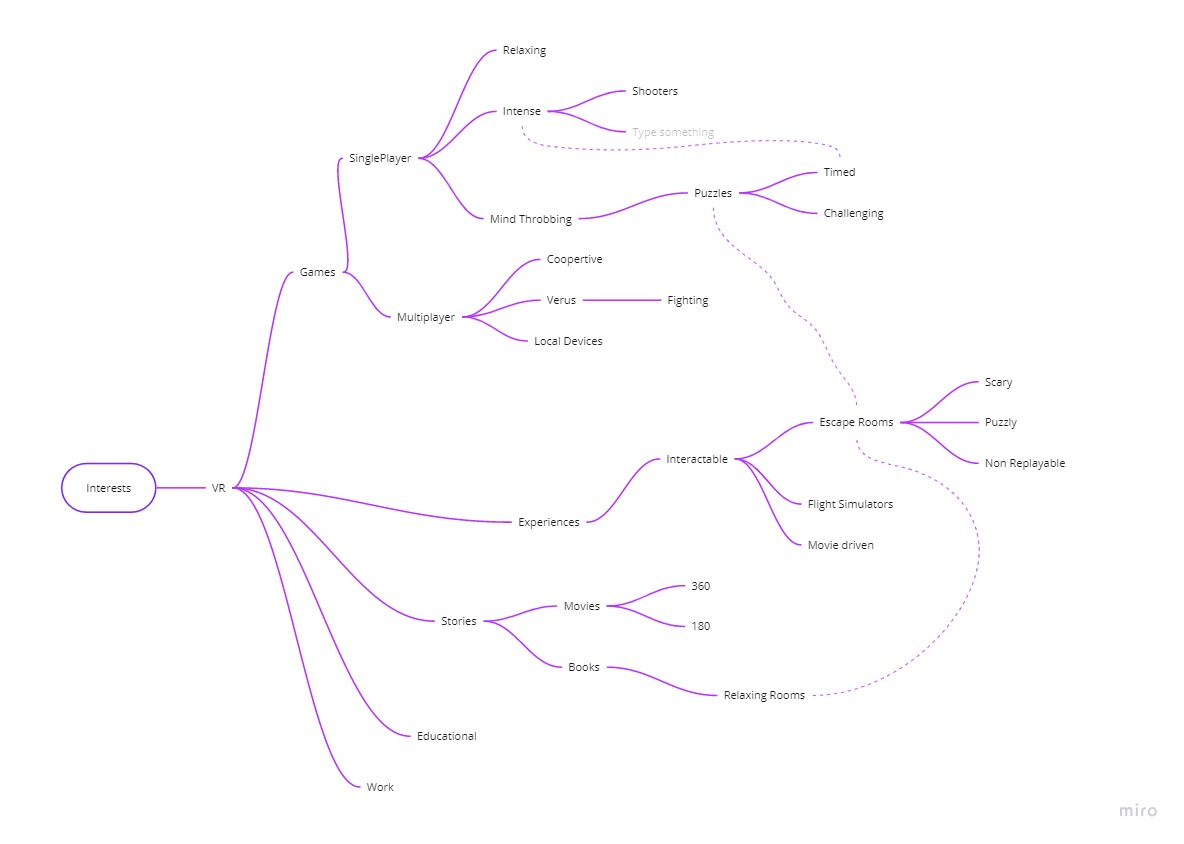 Relaxing
Shooters
Intense
Type something
SinglePlayer
Timed
Puzzles
Challenging
Mind Throbbing
Coopertive
Games
Verus
Fighting
Multiplayer
Local Devices
Scary
Escape Rooms
Puzzly
Interactable
Non Replayable
Interests
VR
Flight Simulators
Experiences
Movie driven
360
Movies
Stories
180
Books
Relaxing Rooms
Educational
Work
miro